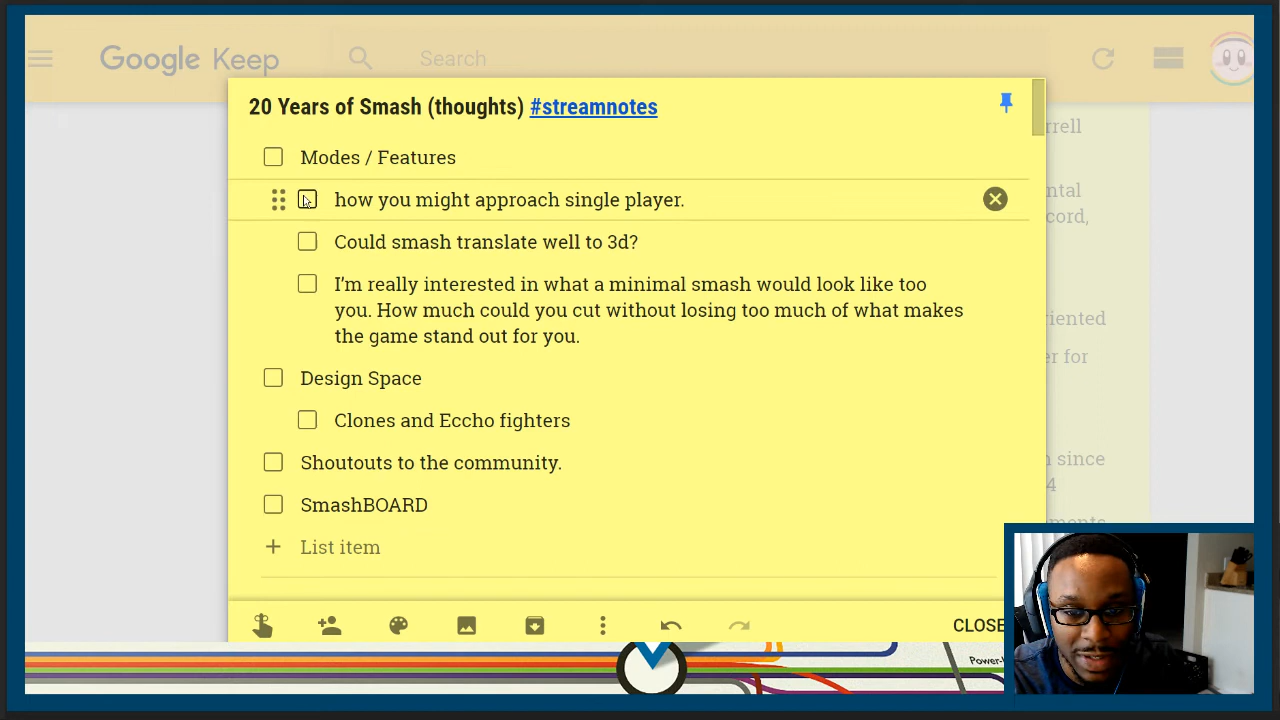 Google Keep
Search
20 Years of Smash (thoughts) #streamnotes
Modes / Features
how you might approach single player.
Could smash translate well to 3d?
I'm really interested in what a minimal smash would look like too
you. How much could you cut without losing too much of what makes
the game stand out for you.
Design Space
Clones and Eccho fighters
Shoutouts to the community.
SmashBOARD
+ List item
CLOSE
since
4